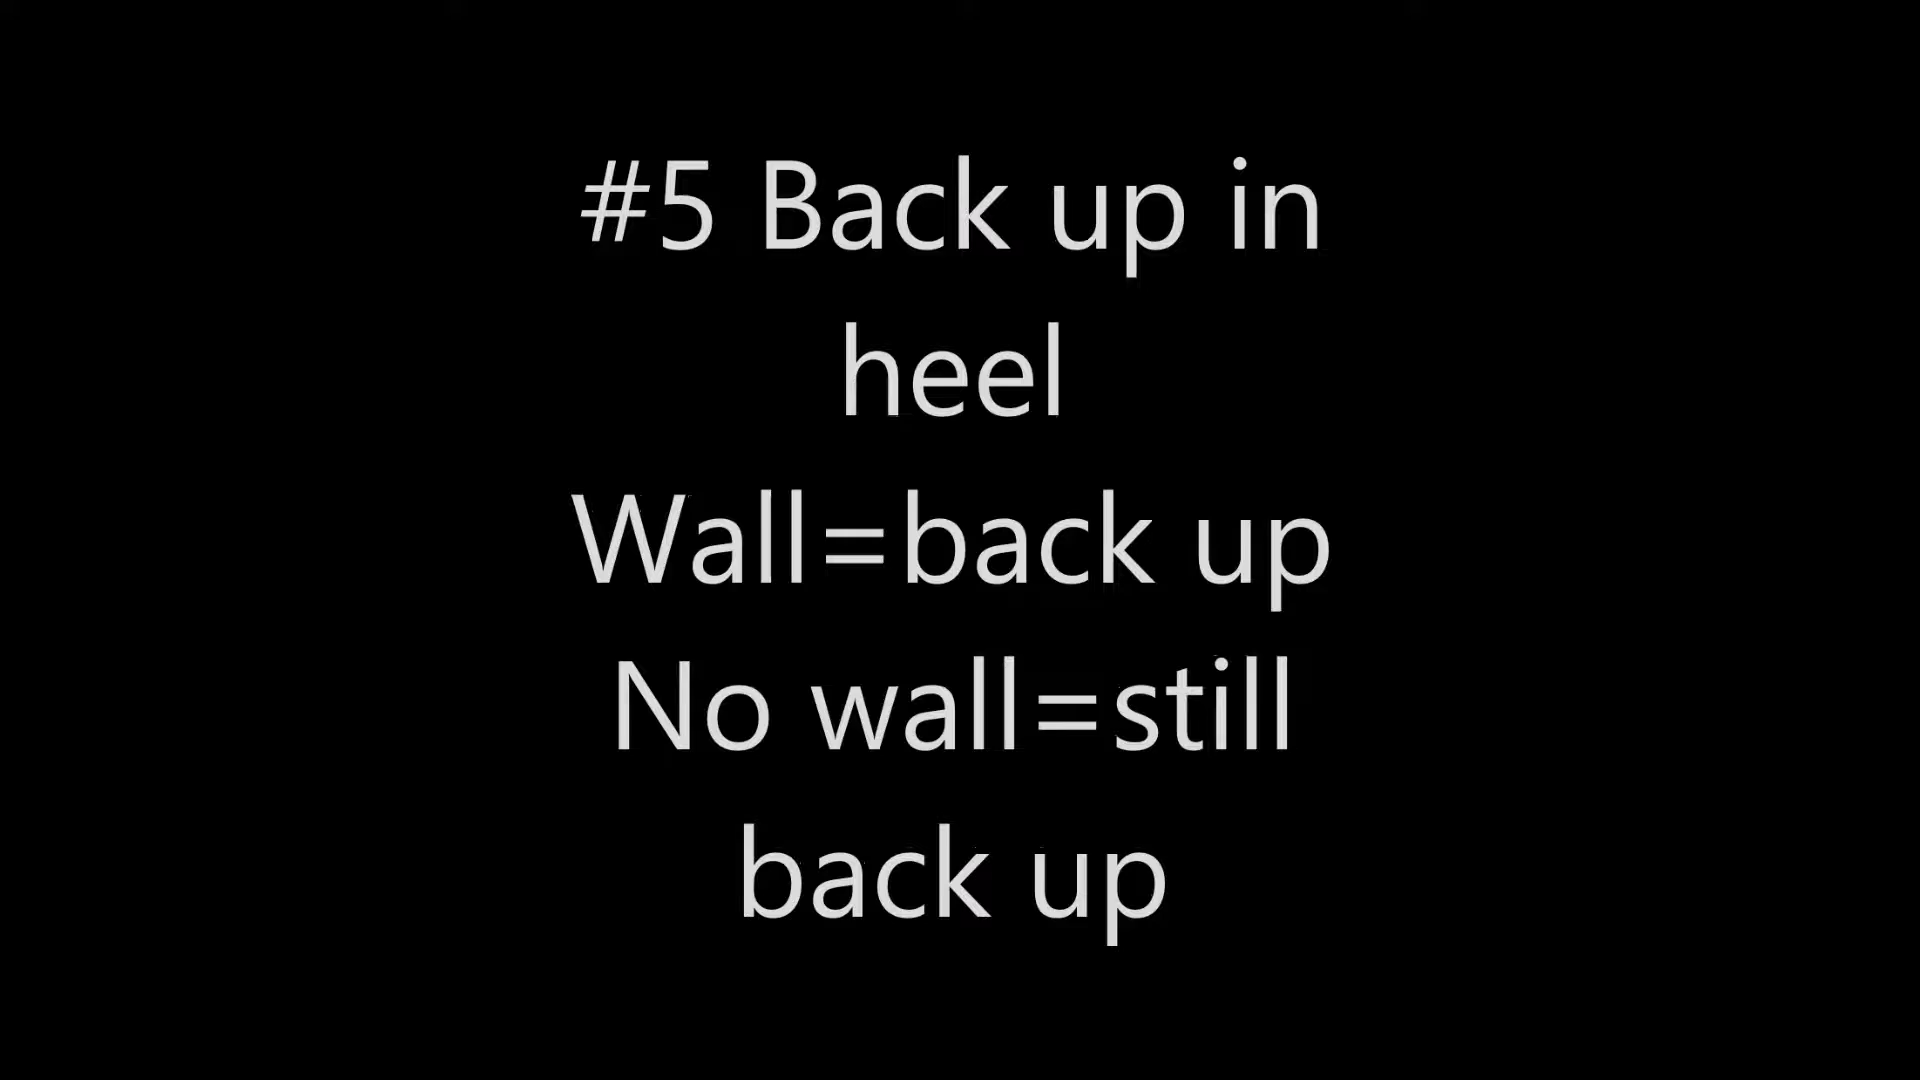 #5 Back up in
heel
Wall=back up
No wall=still
back up